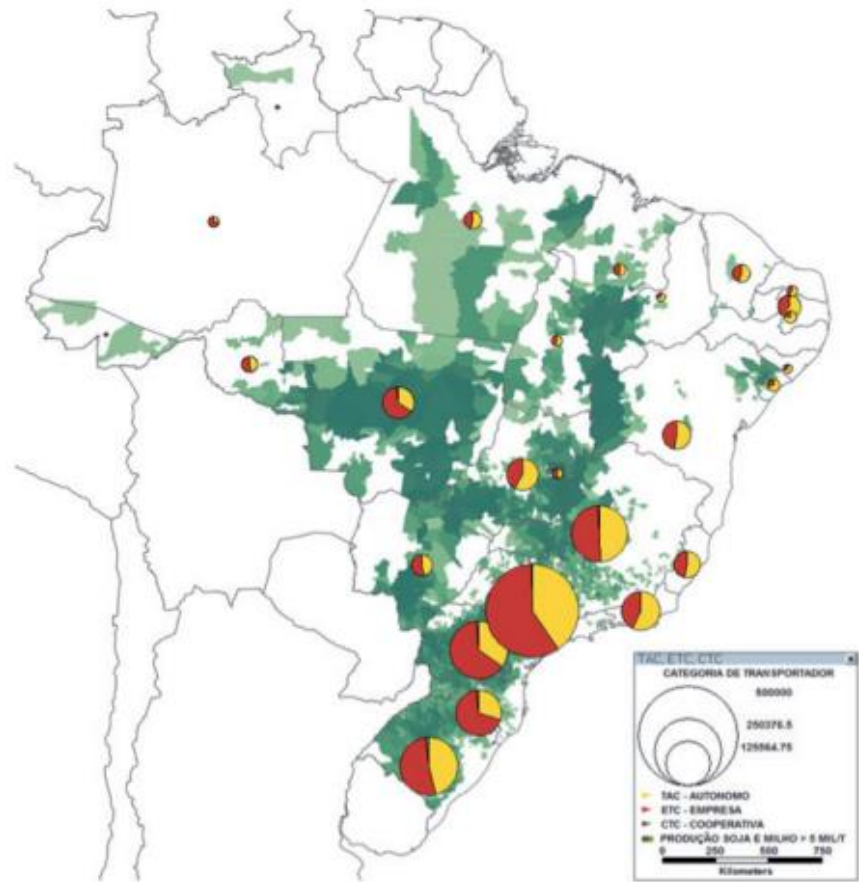 TAC, ETC, CTC
CATEGORIA DE TRANSPORTADOR
500000
250376.5
125564.75
TAC - AUTONOMO
ETC - EMPRESA
CTC - COOPERATIVA
PRODUÇÃO SOJA E MILHO > 5 MIL/T
0 250 500 750
Kilometers